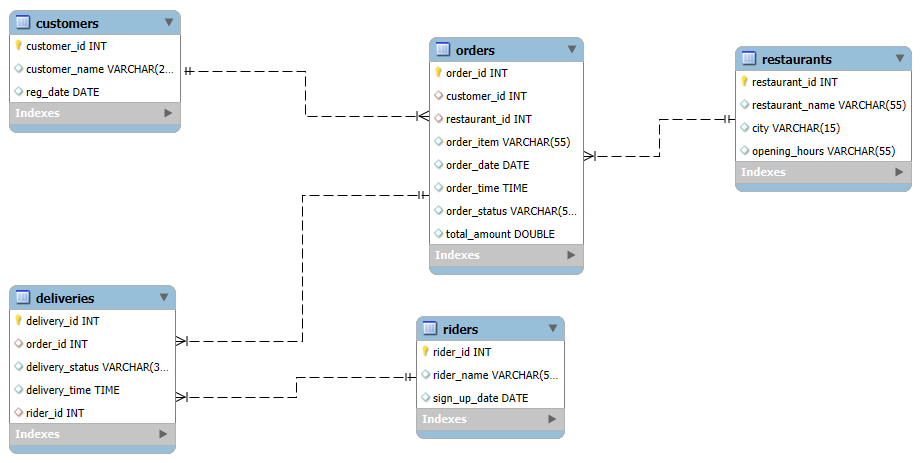 customers
customer_id INT
customer_name VARCHAR(2...
reg_date DATE
Indexes
orders
order_id INT
customer_id INT
restaurant_id INT
order_item VARCHAR(55)
order_date DATE
order_time TIME
order_status VARCHAR(5...
total_amount DOUBLE
Indexes
restaurants
restaurant_id INT
restaurant_name VARCHAR(55)
city VARCHAR(15)
opening_hours VARCHAR(55)
Indexes
deliveries
delivery_id INT
order_id INT
delivery_status VARCHAR(3...
delivery_time TIME
rider_id INT
Indexes
riders
rider_id INT
rider_name VARCHAR(5...
sign_up_date DATE
Indexes